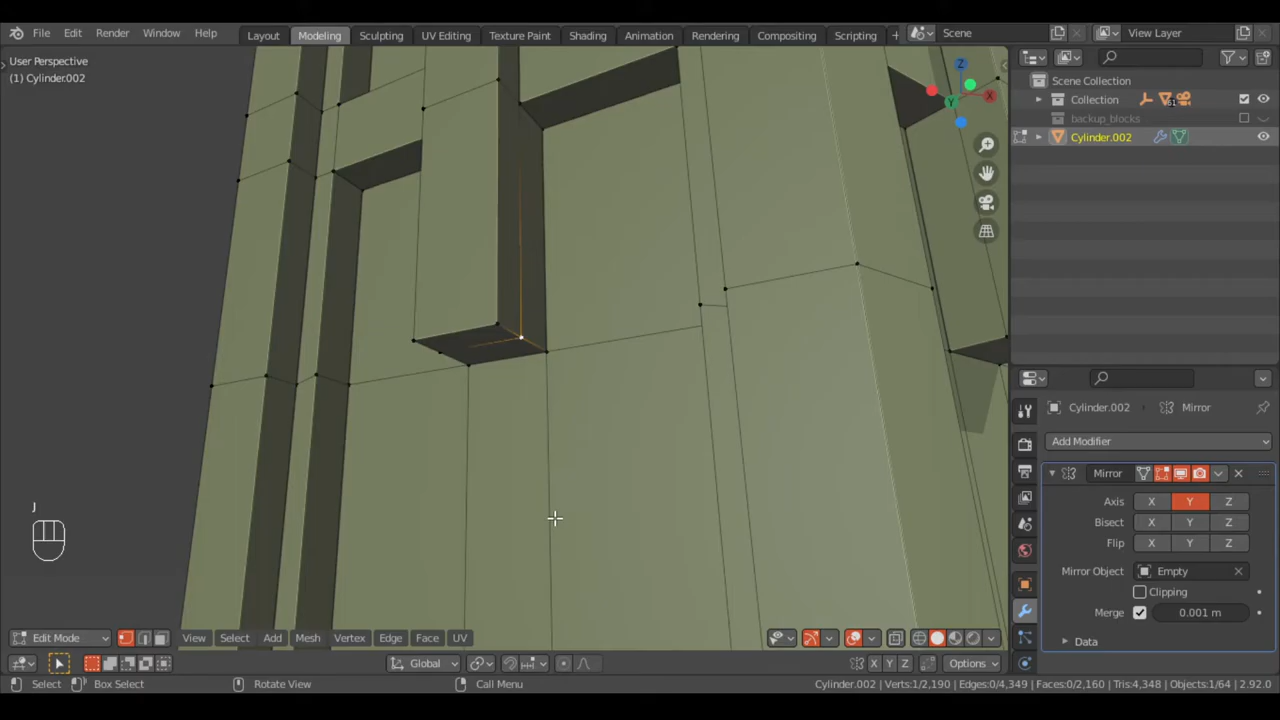 File Edit Render Window Help Layout Modeling Sculpting UV Editing Texture Paint Shading Animation Rendering Compositing Scripting + Scene View Layer
User Perspective
(1) Cylinder.002
Scene Collection
Collection 61
backup_blocks
Cylinder.002
Z
X
Y
J
Cylinder.002 Mirror
Add Modifier
Mirror
Axis X Y Z
Bisect X Y Z
Flip X Y Z
Mirror Object Empty
Clipping
Merge 0.001 m
Data
Edit Mode View Select Add Mesh Vertex Edge Face UV
Global X Y Z Options
Select Box Select Rotate View Call Menu Cylinder.002 | Verts:1/2,190 | Edges:0/4,349 | Faces:0/2,160 | Tris:4,348 | Objects:1/64 | 2.92.0